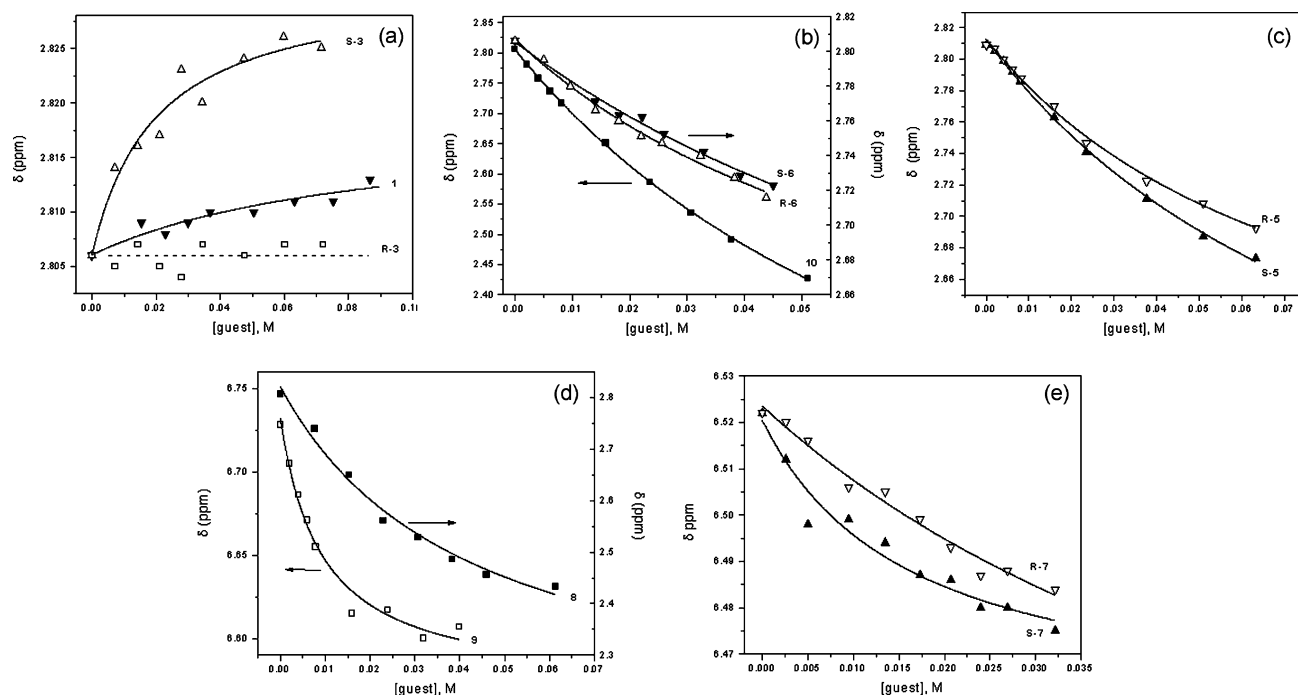 (a)
S-3
1
R-3
δ (ppm)
2.825
2.820
2.815
2.810
2.805
0.00 0.02 0.04 0.06 0.08 0.10
[guest], M
(b)
S-6
R-6
10
δ (ppm)
2.85
2.80
2.75
2.70
2.65
2.60
2.55
2.50
2.45
2.40
δ (ppm)
2.82
2.80
2.78
2.76
2.74
2.72
2.70
2.68
2.66
0.00 0.01 0.02 0.03 0.04 0.05
[guest], M
(c)
R-5
S-5
δ (ppm)
2.82
2.80
2.78
2.76
2.74
2.72
2.70
2.68
2.66
0.00 0.01 0.02 0.03 0.04 0.05 0.06 0.07
[guest], M
(d)
8
9
δ (ppm)
6.75
6.70
6.65
6.60
δ (ppm)
2.8
2.7
2.6
2.5
2.4
2.3
0.00 0.01 0.02 0.03 0.04 0.05 0.06 0.07
[guest], M
(e)
R-7
S-7
δ ppm
6.53
6.52
6.51
6.50
6.49
6.48
6.47
0.000 0.005 0.010 0.015 0.020 0.025 0.030 0.035
[guest], M